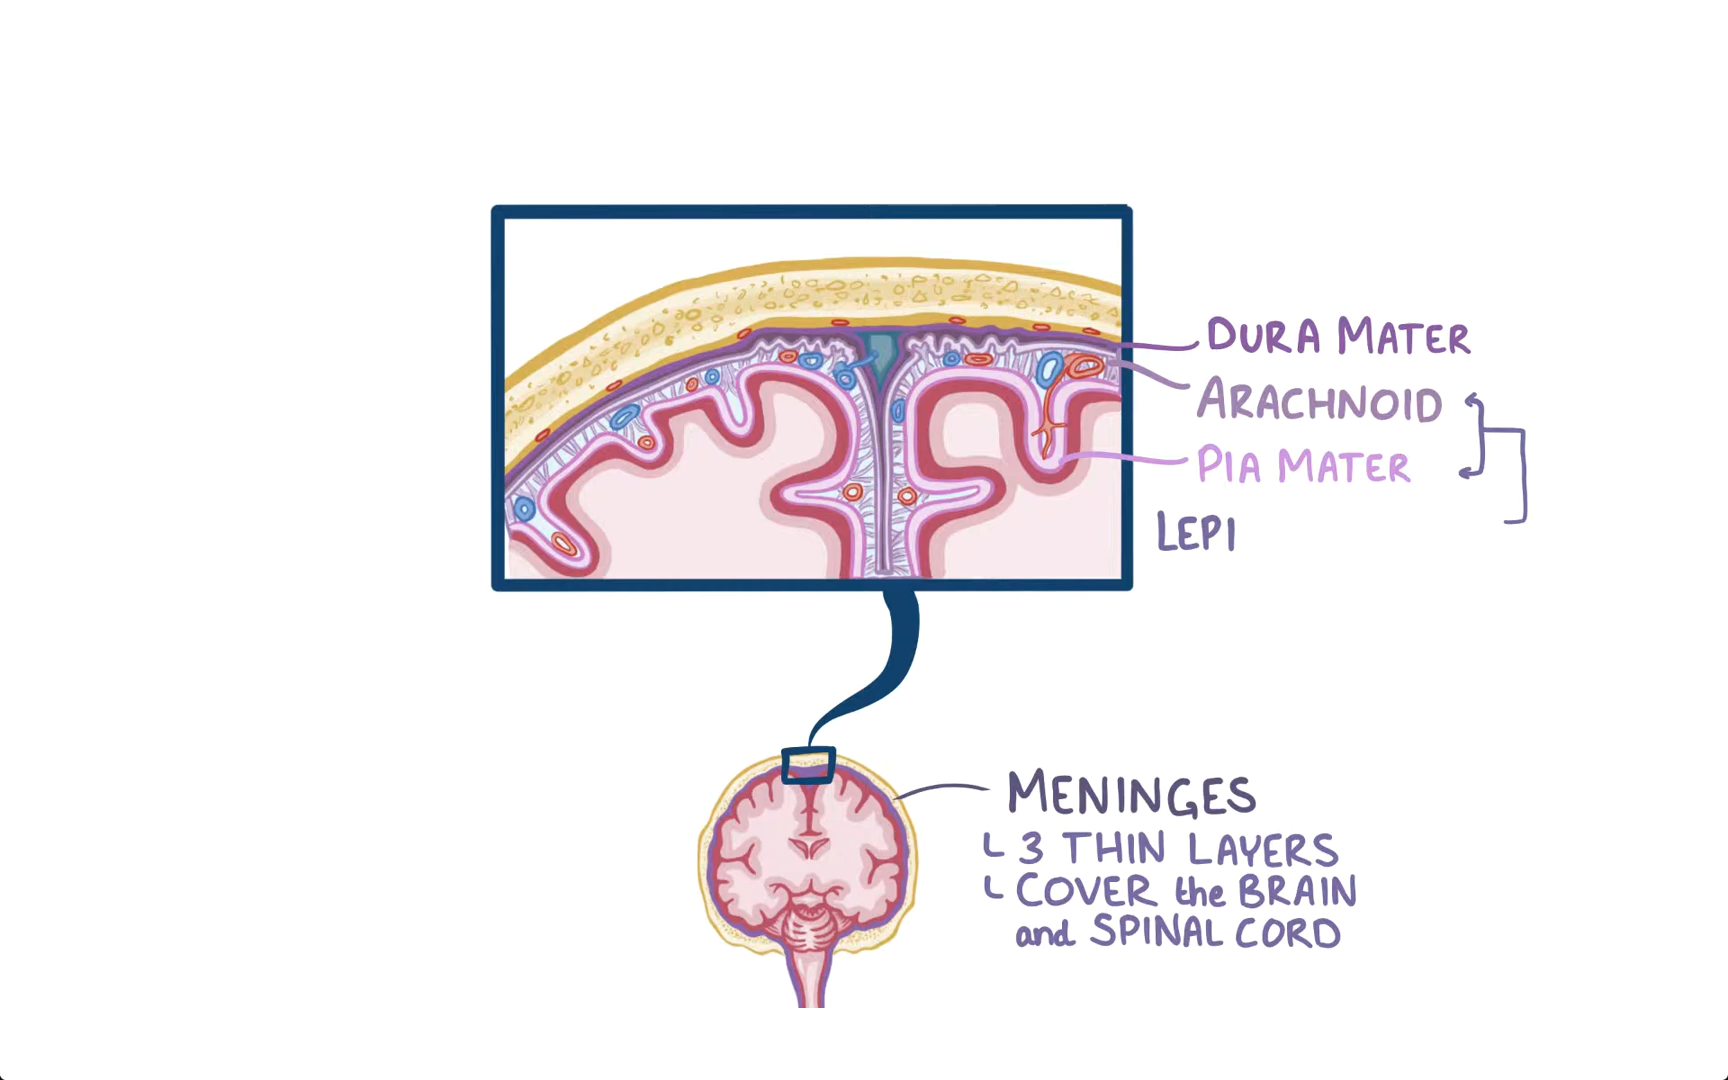 DURA MATER
ARACHNOID
PIA MATER
LEPI
MENINGES
3 THIN LAYERS
COVER the BRAIN
and SPINAL CORD